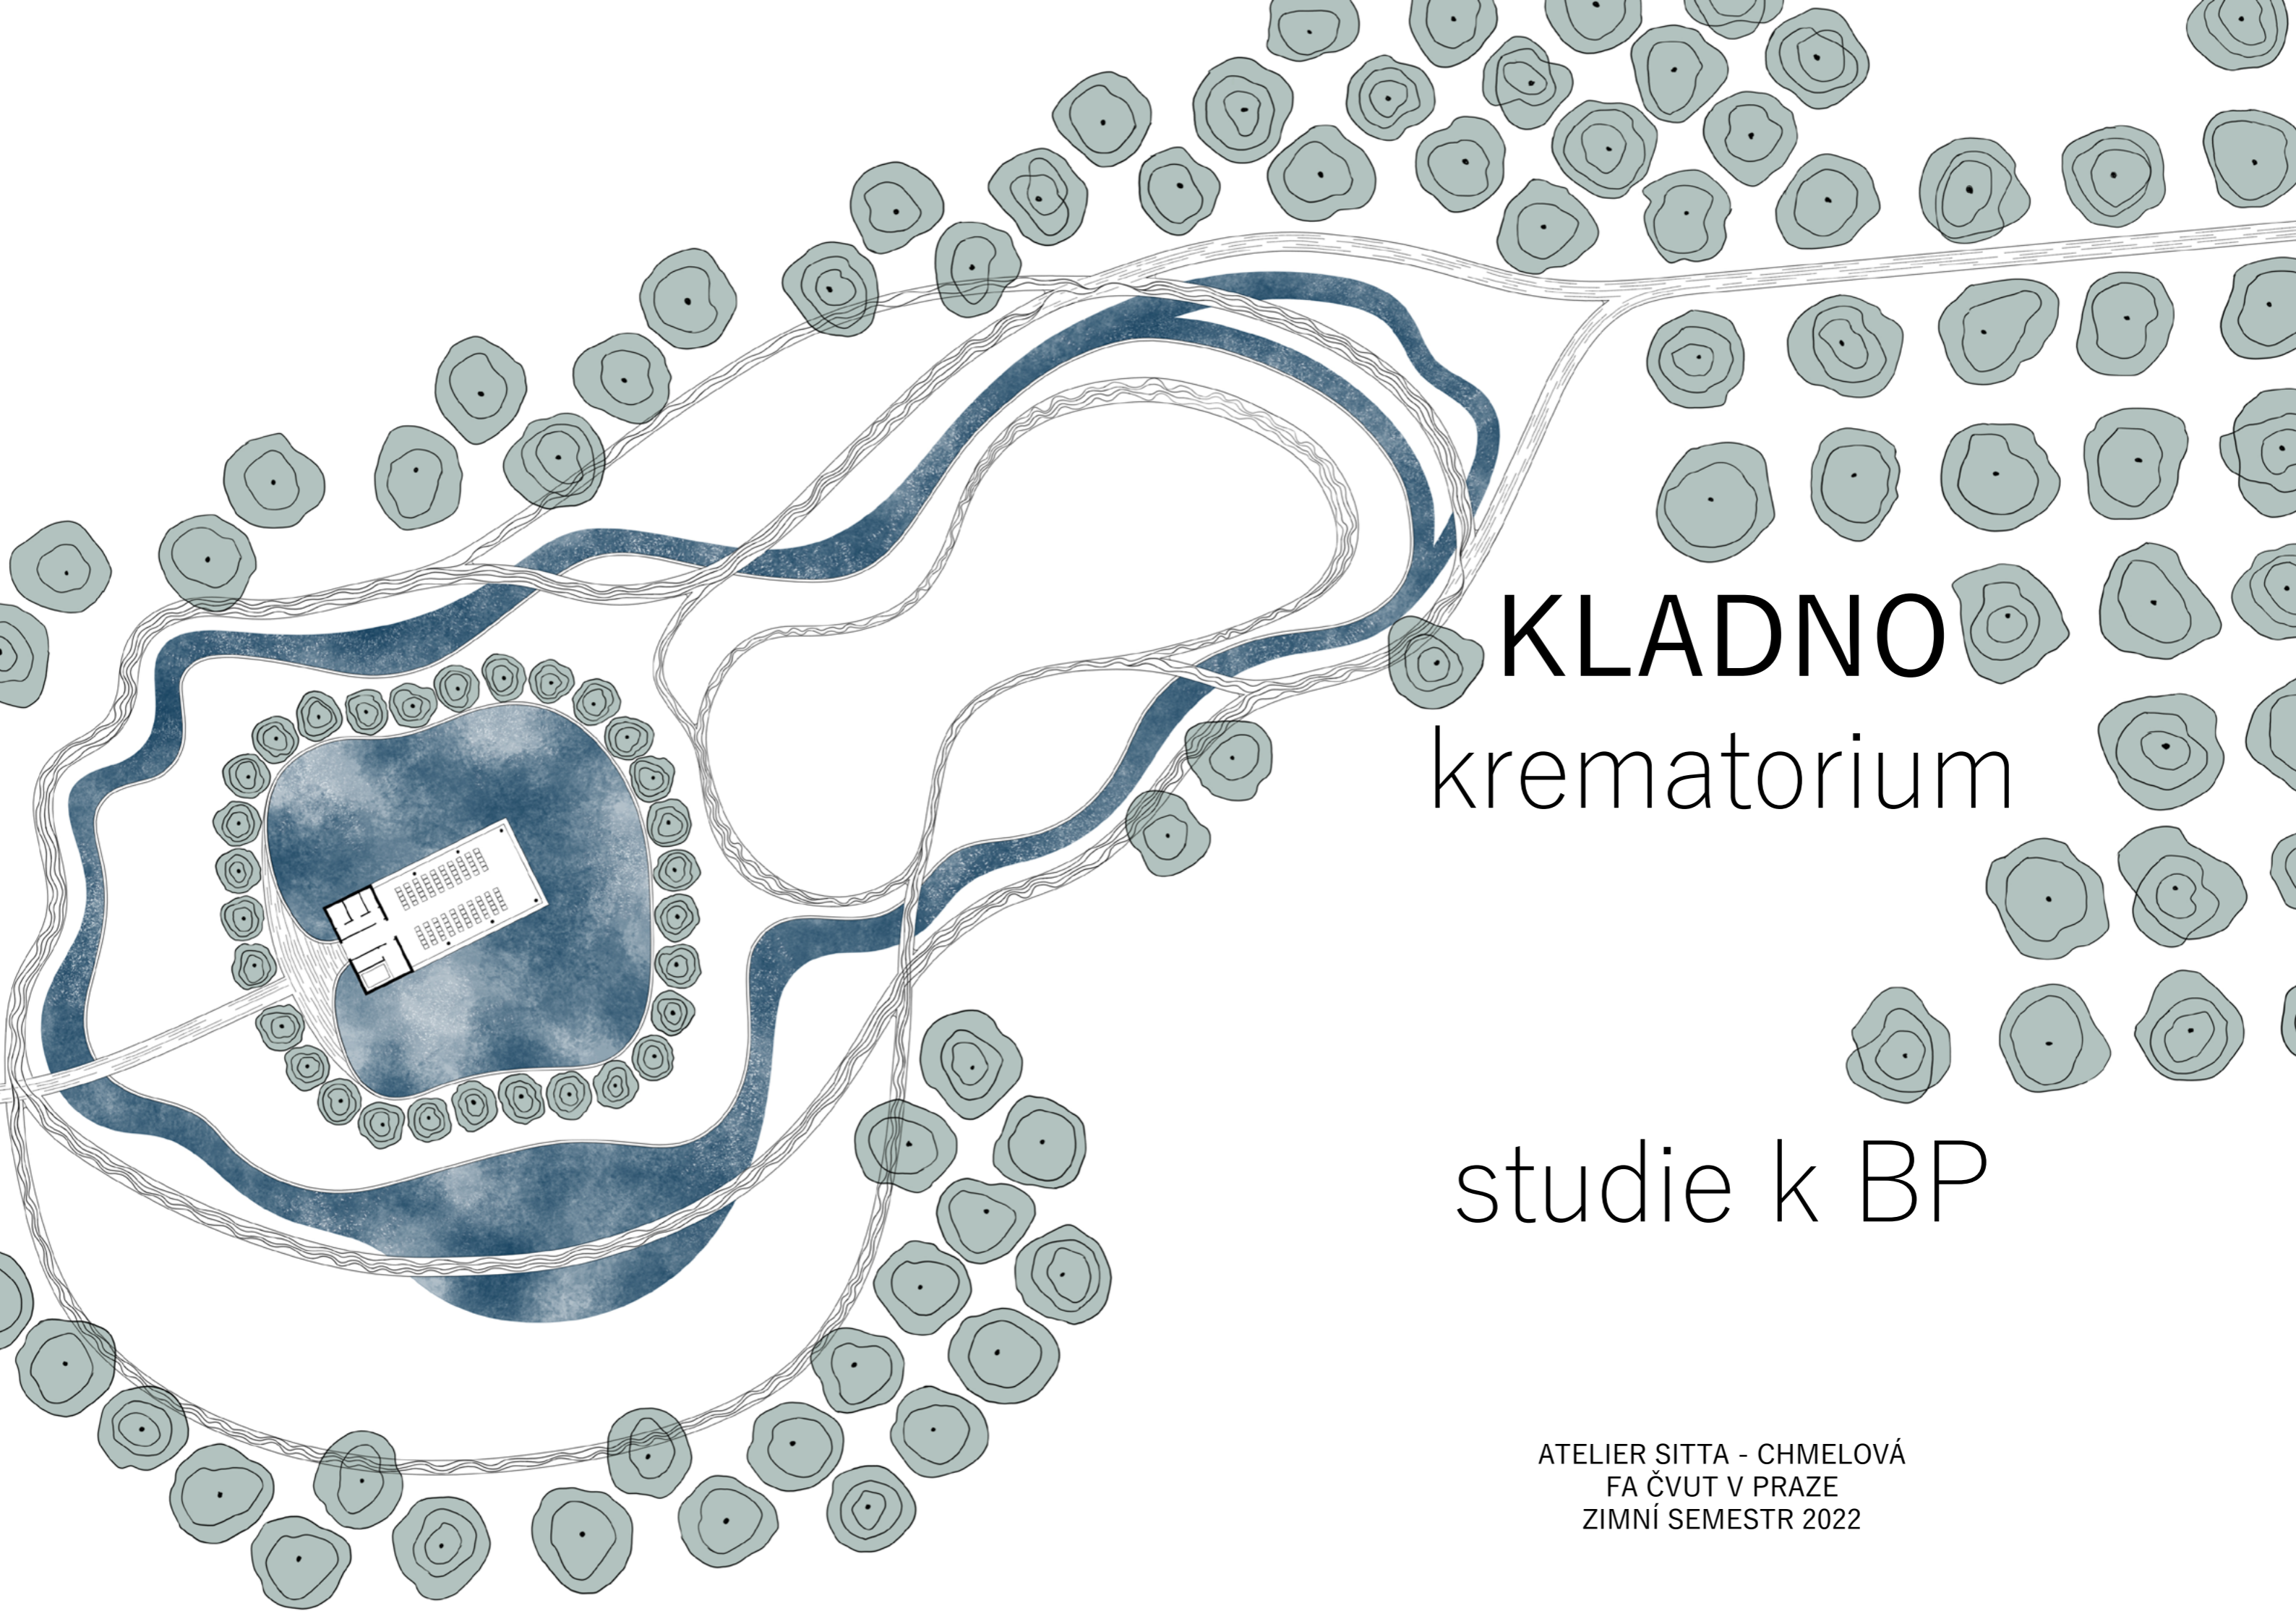 KLADNO
krematorium
studie k BP
ATELIER SITTA - CHMELOVÁ
FA ČVUT V PRAZE
ZIMNÍ SEMESTR 2022